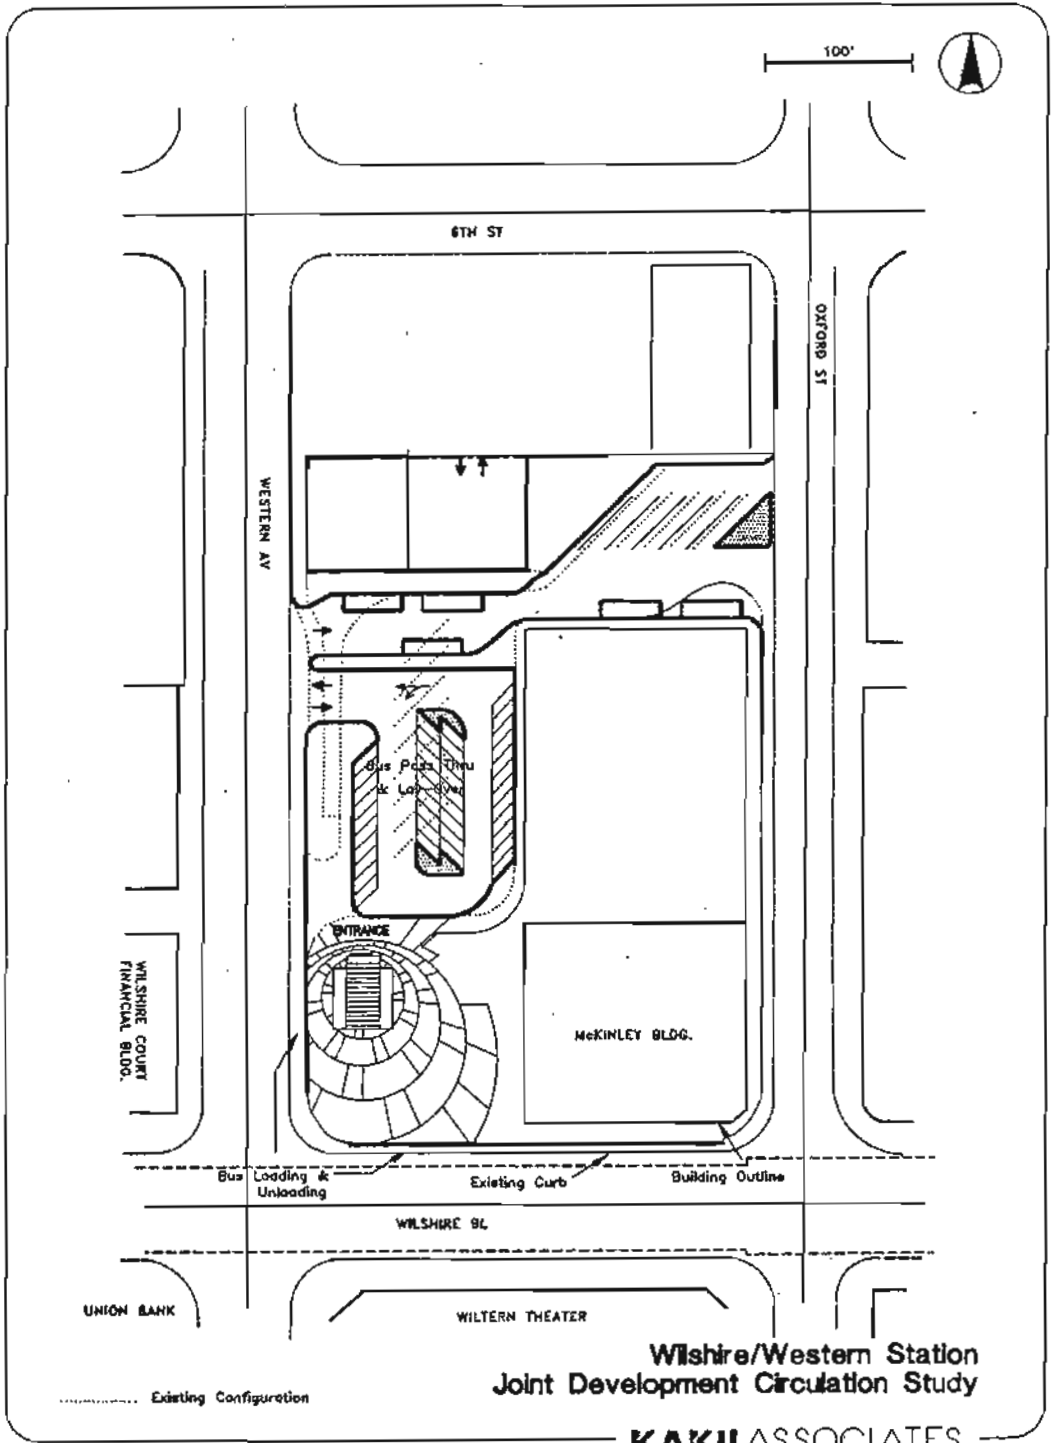 100'
6TH ST
OXFORD ST
WESTERN AV
Bus Pass Thru
& Lay-Over
ENTRANCE
WILSHIRE COURT
FINANCIAL BLDG.
McKINLEY BLDG.
Bus Loading &
Unloading
Existing Curb
Building Outline
WILSHIRE BL
UNION BANK
WILTERN THEATER
Wilshire/Western Station
Joint Development Circulation Study
Existing Configuration
KAKU ASSOCIATES